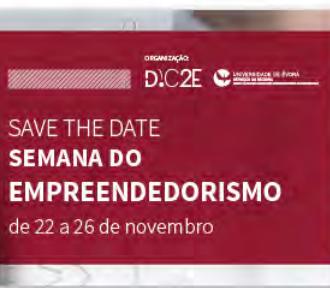 ORGANIZAÇÃO:
D!C2E UNIVERSIDADE DE ÉVORA
SAVE THE DATE
SEMANA DO
EMPREENDEDORISMO
de 22 a 26 de novembro